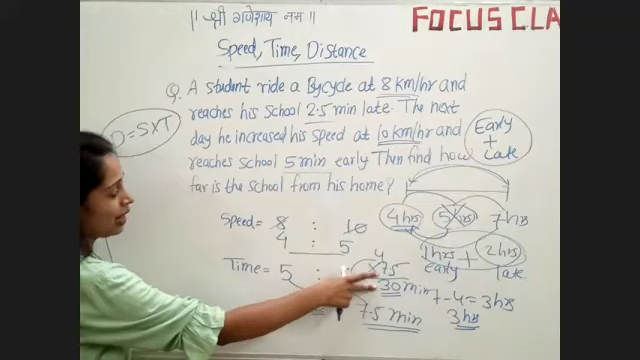 || श्री गणेशाय नम ||
FOCUS CLA
Speed, Time, Distance
Q. A student ride a Bycycle at 8 km/hr and
reaches his School 2.5 min late. The next
day he increased his speed at 10 km/hr and
reaches school 5 min early Then find how
far is the school from his home?
D = S×T
Early
+
late
4 hrs
5 hrs
7 hrs
1 hrs + 2 hrs
early late
7 - 4 = 3 hrs
3 hrs
Speed = 8 : 10
4 : 5
Time = 5 :
4
75
30 min
7.5 min